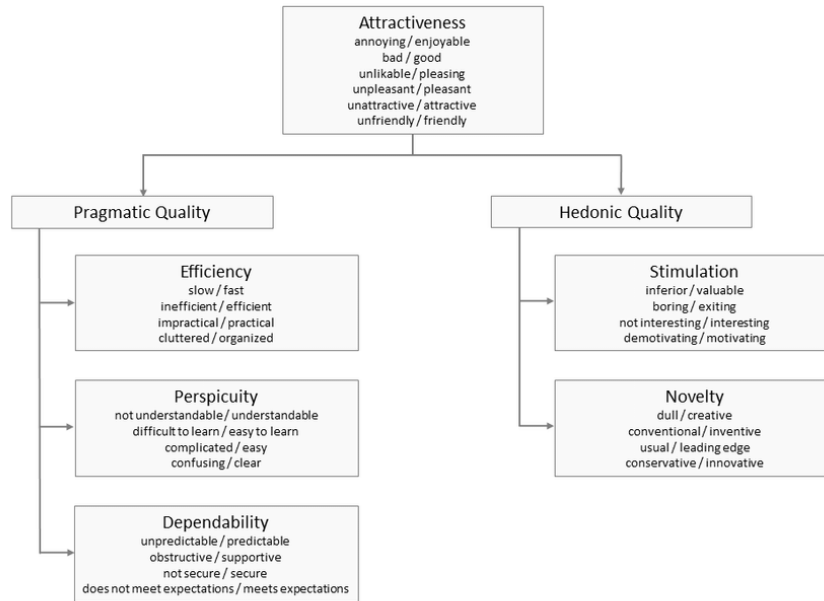 Attractiveness
annoying / enjoyable
bad / good
unlikable / pleasing
unpleasant / pleasant
unattractive / attractive
unfriendly / friendly
Pragmatic Quality
Efficiency
slow / fast
inefficient / efficient
impractical / practical
cluttered / organized
Perspicuity
not understandable / understandable
difficult to learn / easy to learn
complicated / easy
confusing / clear
Dependability
unpredictable / predictable
obstructive / supportive
not secure / secure
does not meet expectations / meets expectations
Hedonic Quality
Stimulation
inferior / valuable
boring / exiting
not interesting / interesting
demotivating / motivating
Novelty
dull / creative
conventional / inventive
usual / leading edge
conservative / innovative